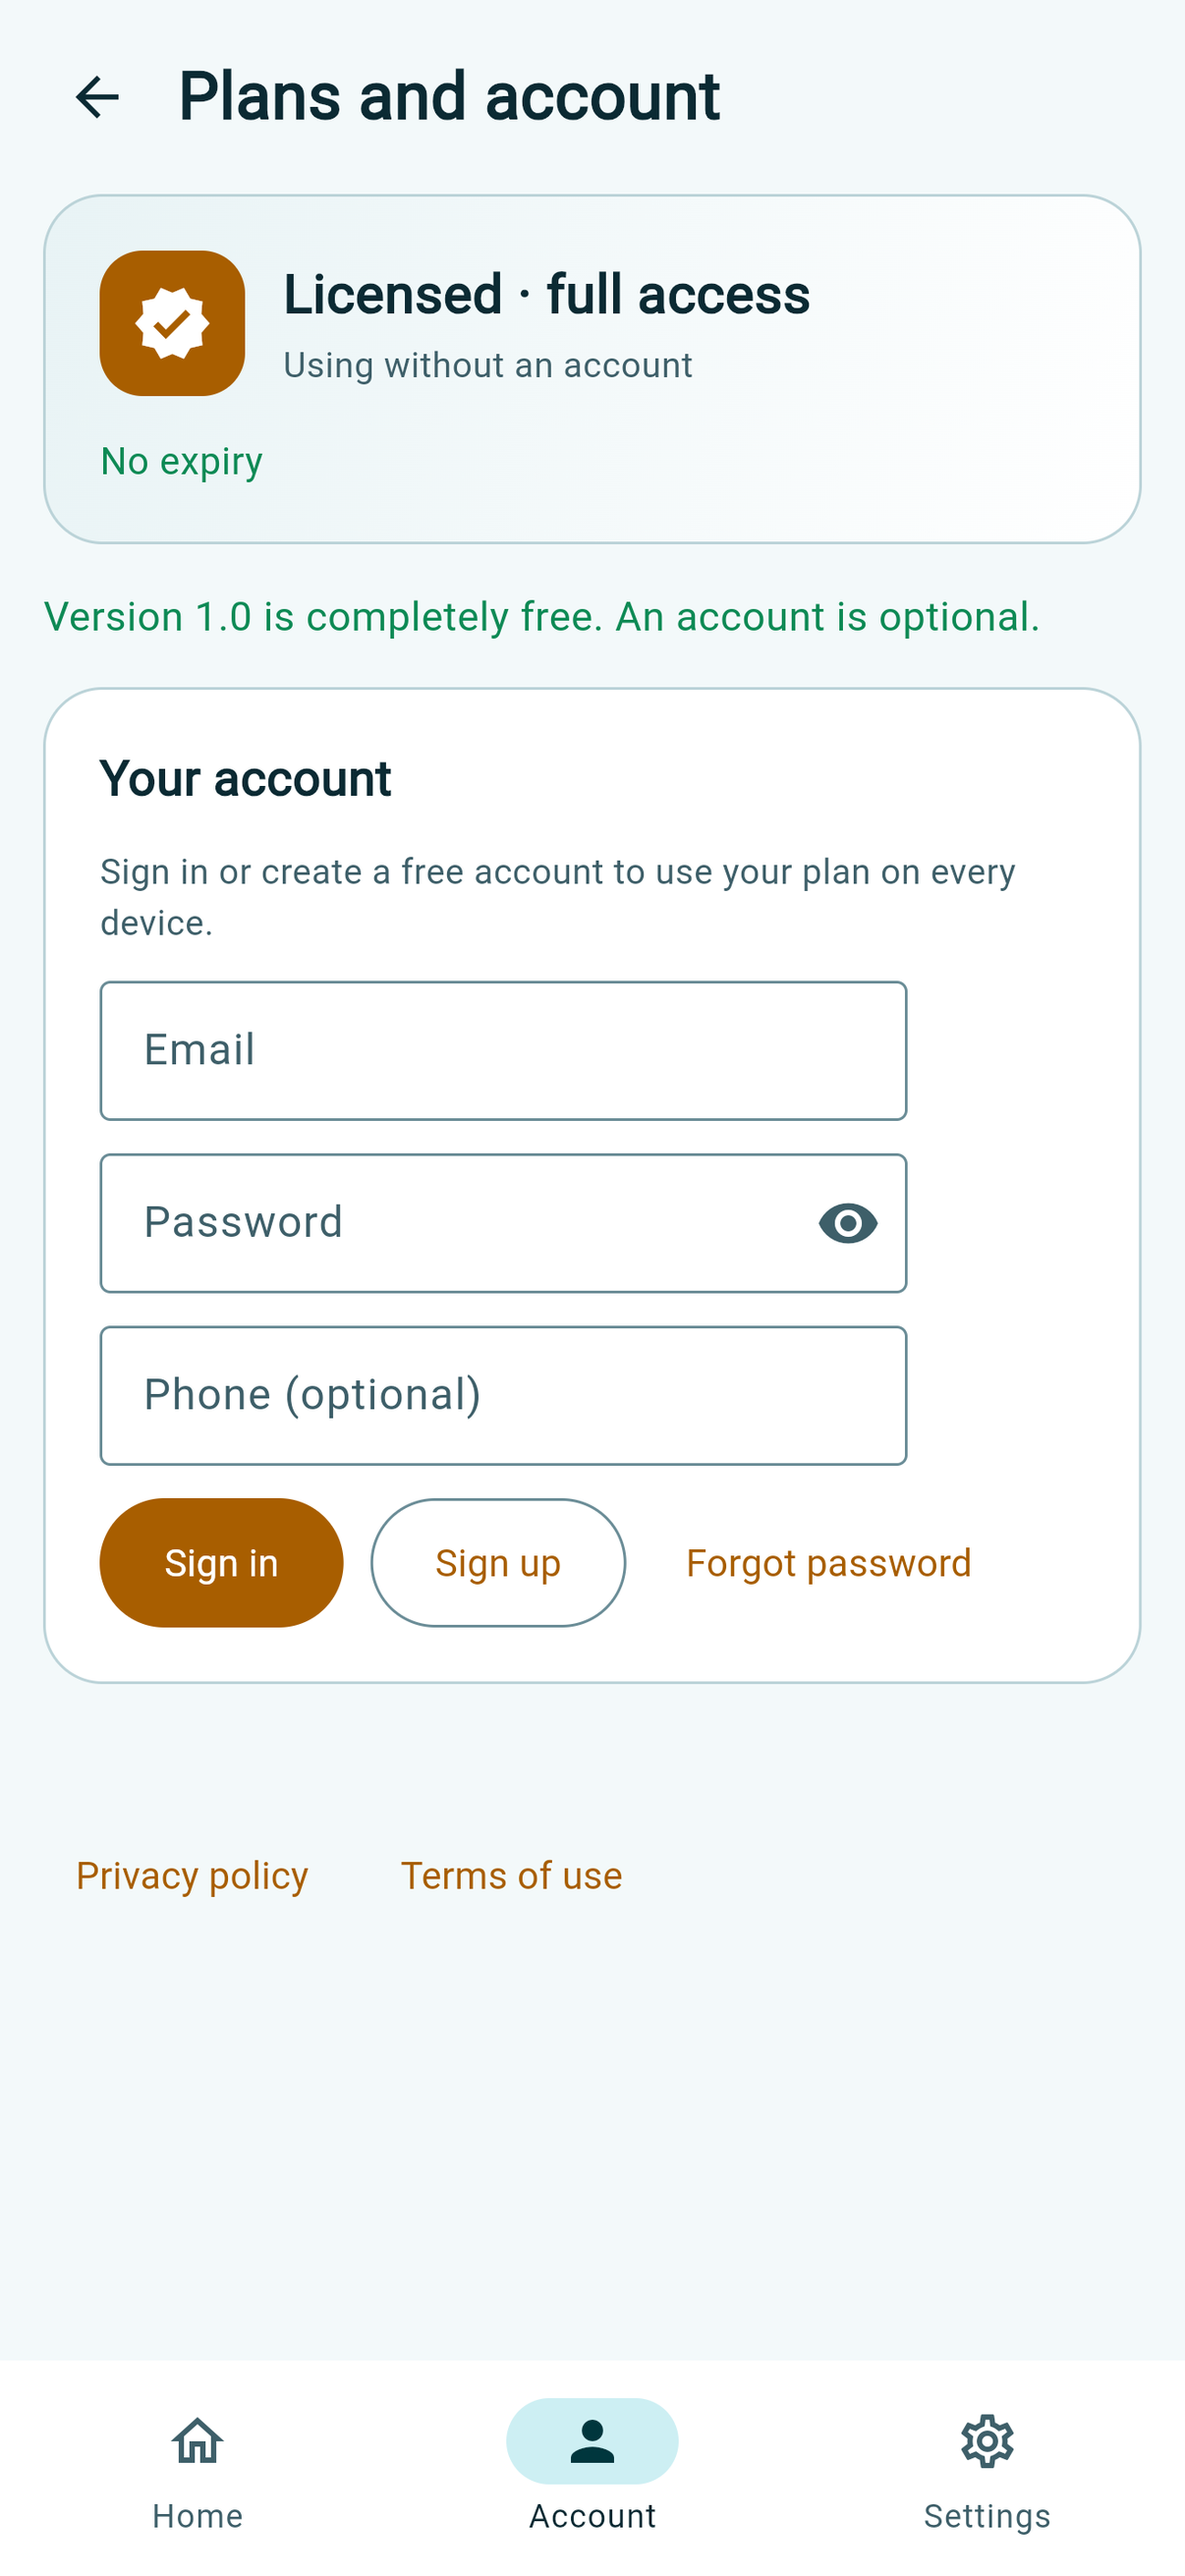 Plans and account
Licensed · full access
Using without an account
No expiry
Version 1.0 is completely free. An account is optional.
Your account
Sign in or create a free account to use your plan on every
device.
Email
Password
Phone (optional)
Sign in
Sign up
Forgot password
Privacy policy
Terms of use
Home
Account
Settings